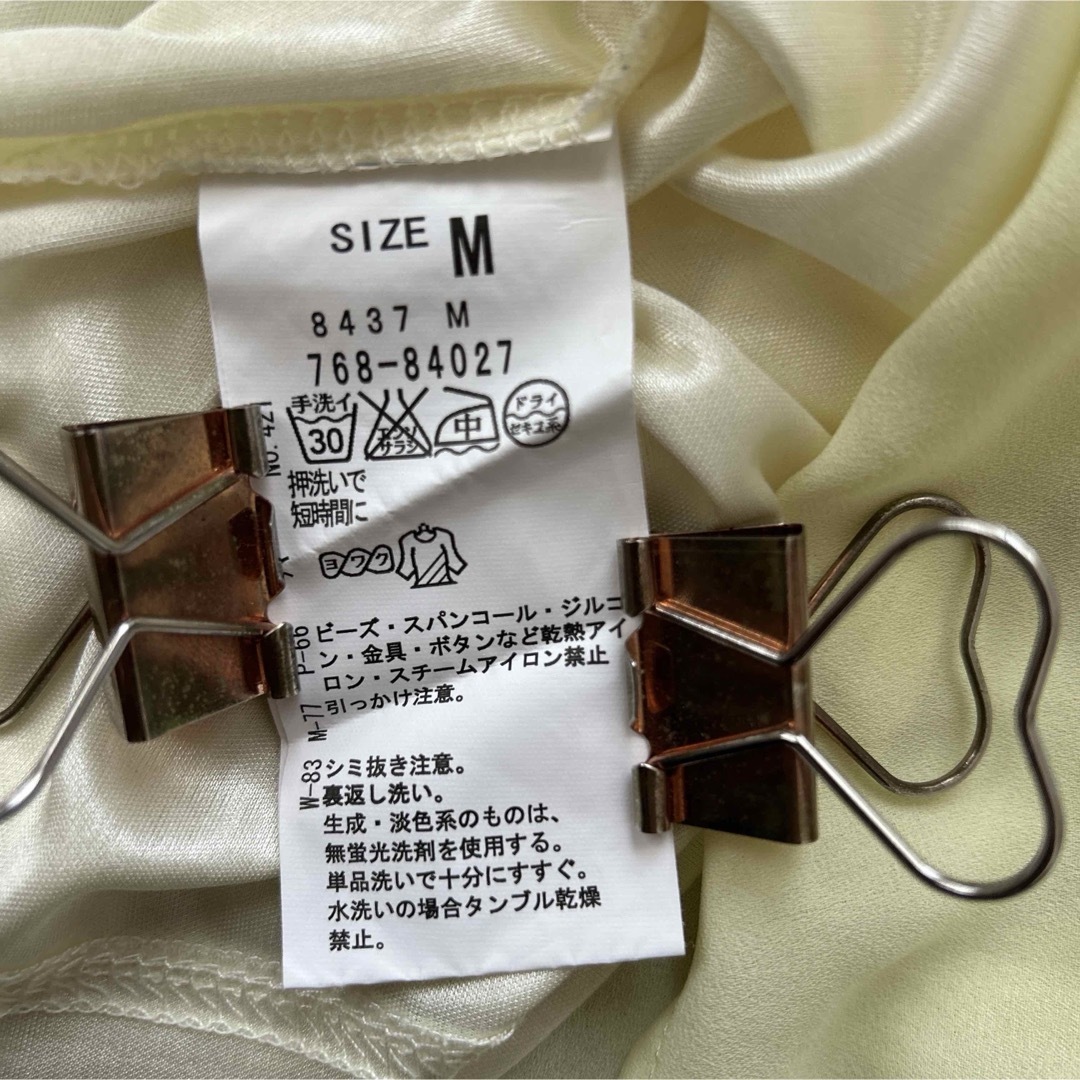 SIZE M
8437 M
768-84027
手洗イ
30
エンソ
サラシ
中
ドライ
セキユ系
押洗いで
短時間に
ヨワク
ビーズ・スパンコール・ジルコ
ン・金具・ボタンなど乾熱アイ
ロン・スチームアイロン禁止
引っかけ注意。
シミ抜き注意。
裏返し洗い。
生成・淡色系のものは、
無蛍光洗剤を使用する。
単品洗いで十分にすすぐ。
水洗いの場合タンブル乾燥
禁止。
W-83 M-77 P-66